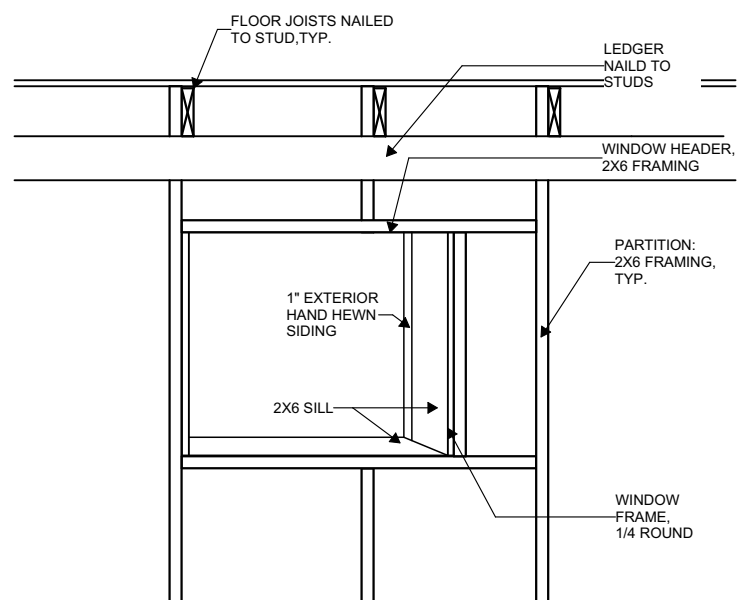 FLOOR JOISTS NAILED
TO STUD,TYP.
LEDGER
NAILD TO
STUDS
WINDOW HEADER,
2X6 FRAMING
PARTITION:
2X6 FRAMING,
TYP.
1" EXTERIOR
HAND HEWN
SIDING
2X6 SILL
WINDOW
FRAME,
1/4 ROUND